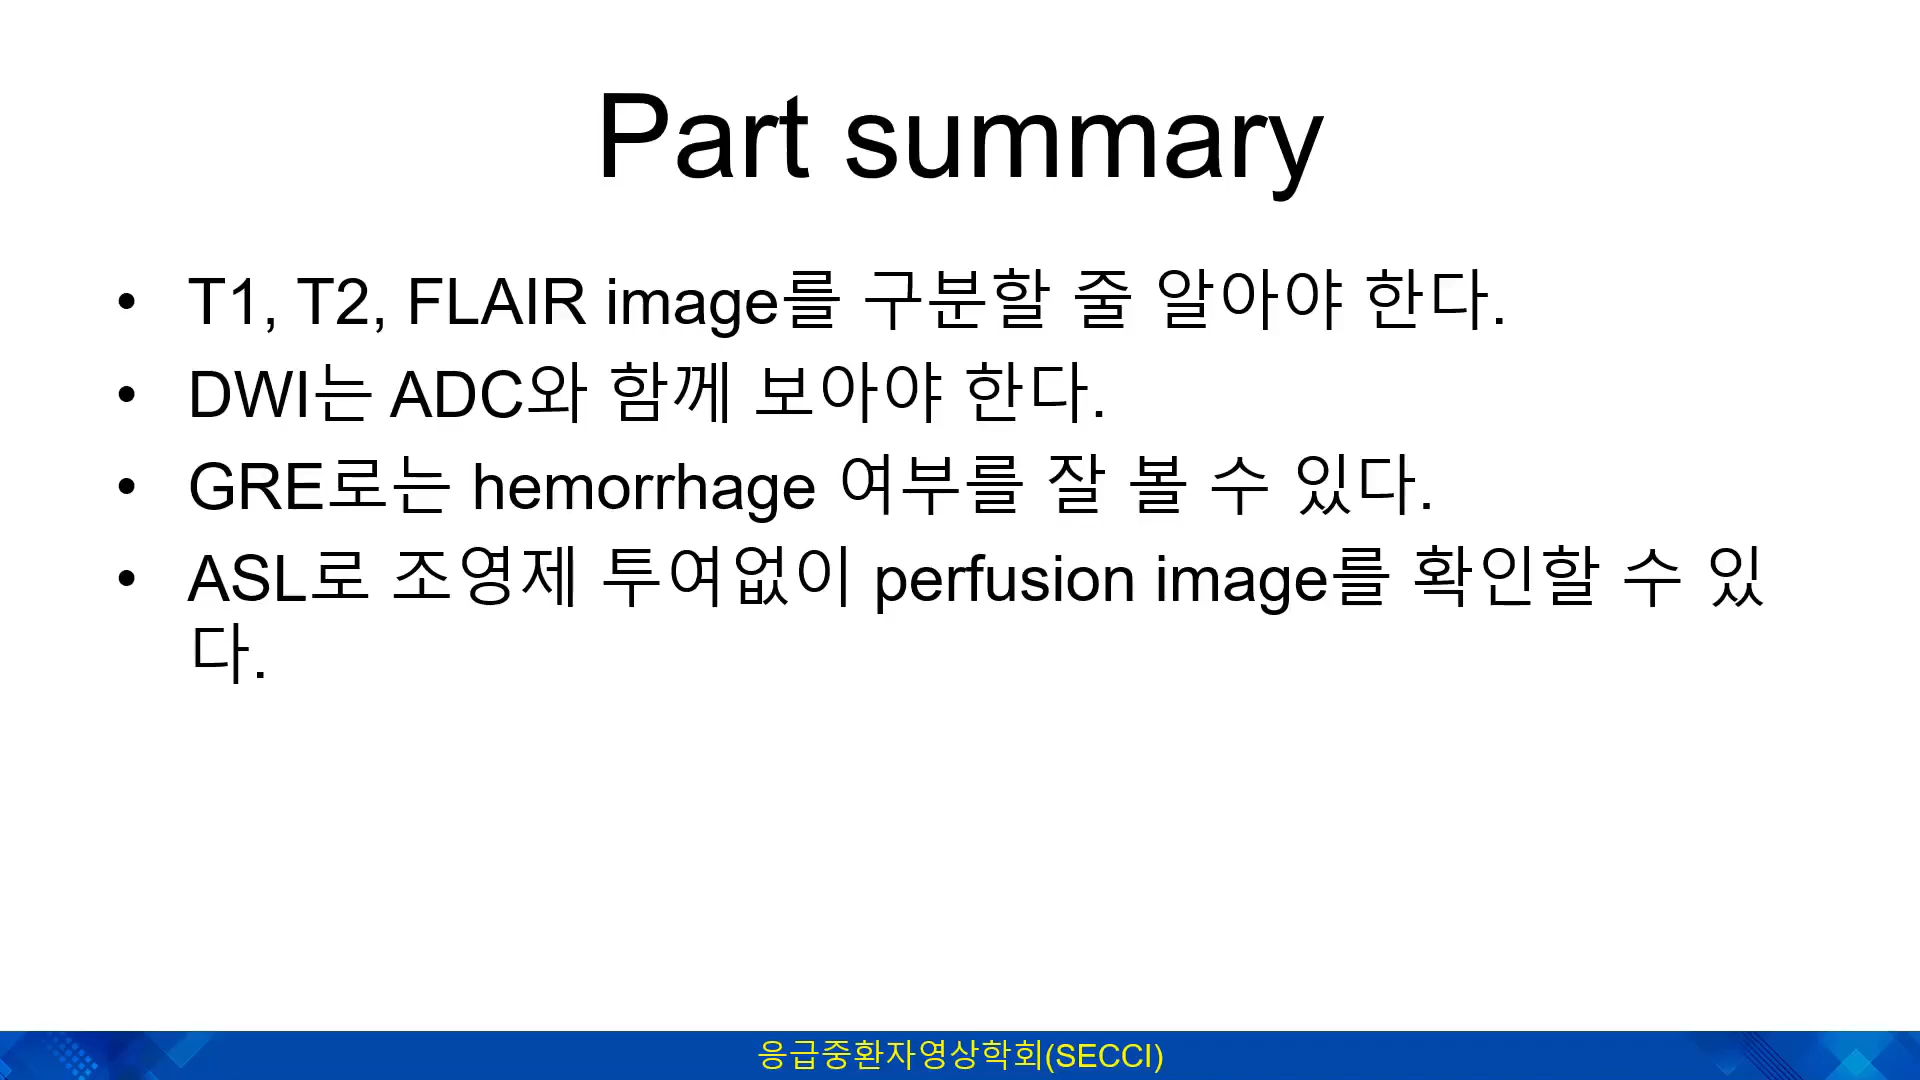 Part summary
• T1, T2, FLAIR image를 구분할 줄 알아야 한다.
• DWI는 ADC와 함께 보아야 한다.
• GRE로는 hemorrhage 여부를 잘 볼 수 있다.
• ASL로 조영제 투여없이 perfusion image를 확인할 수 있
다.
응급중환자영상학회(SECCI)